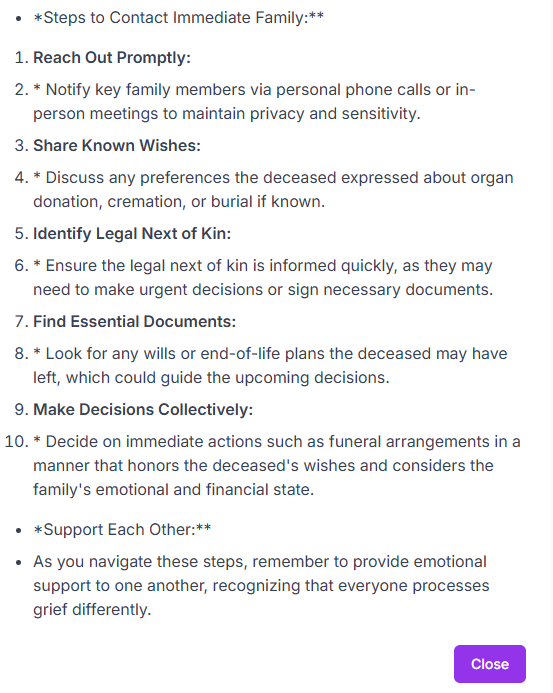 • *Steps to Contact Immediate Family:**
1. Reach Out Promptly:
2. * Notify key family members via personal phone calls or in-
person meetings to maintain privacy and sensitivity.
3. Share Known Wishes:
4. * Discuss any preferences the deceased expressed about organ
donation, cremation, or burial if known.
5. Identify Legal Next of Kin:
6. * Ensure the legal next of kin is informed quickly, as they may
need to make urgent decisions or sign necessary documents.
7. Find Essential Documents:
8. * Look for any wills or end-of-life plans the deceased may have
left, which could guide the upcoming decisions.
9. Make Decisions Collectively:
10. * Decide on immediate actions such as funeral arrangements in a
manner that honors the deceased's wishes and considers the
family's emotional and financial state.
• *Support Each Other:**
• As you navigate these steps, remember to provide emotional
support to one another, recognizing that everyone processes
grief differently.
Close